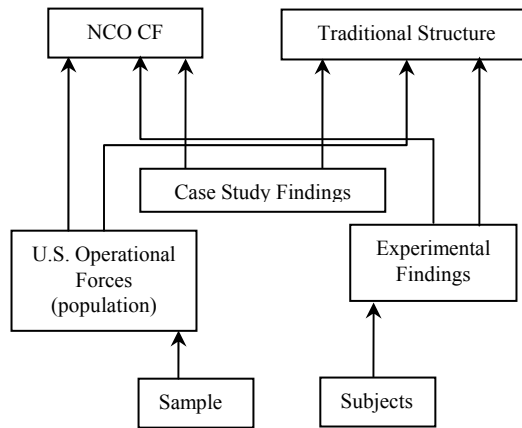 NCO CF
Traditional Structure
Case Study Findings
U.S. Operational
Forces
(population)
Experimental
Findings
Sample
Subjects